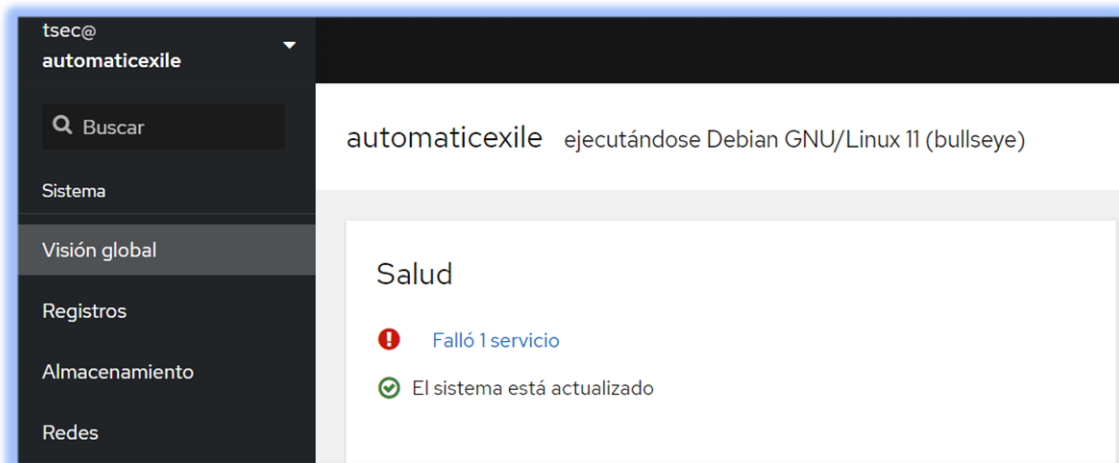 tsec@
automaticexile
Buscar
Sistema
Visión global
Registros
Almacenamiento
Redes
automaticexile ejecutándose Debian GNU/Linux 11 (bullseye)
Salud
Falló 1 servicio
El sistema está actualizado